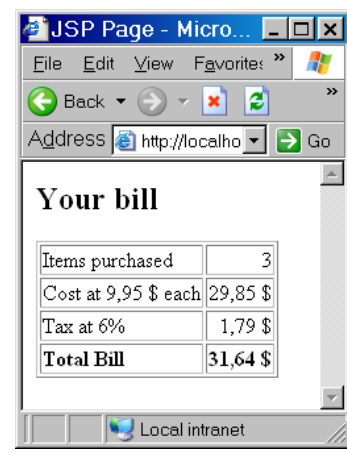 JSP Page - Micro...
File Edit View Favorites »
Back »
Address http://localho Go
Your bill
Items purchased 3
Cost at 9,95 $ each 29,85 $
Tax at 6% 1,79 $
Total Bill 31,64 $
Local intranet